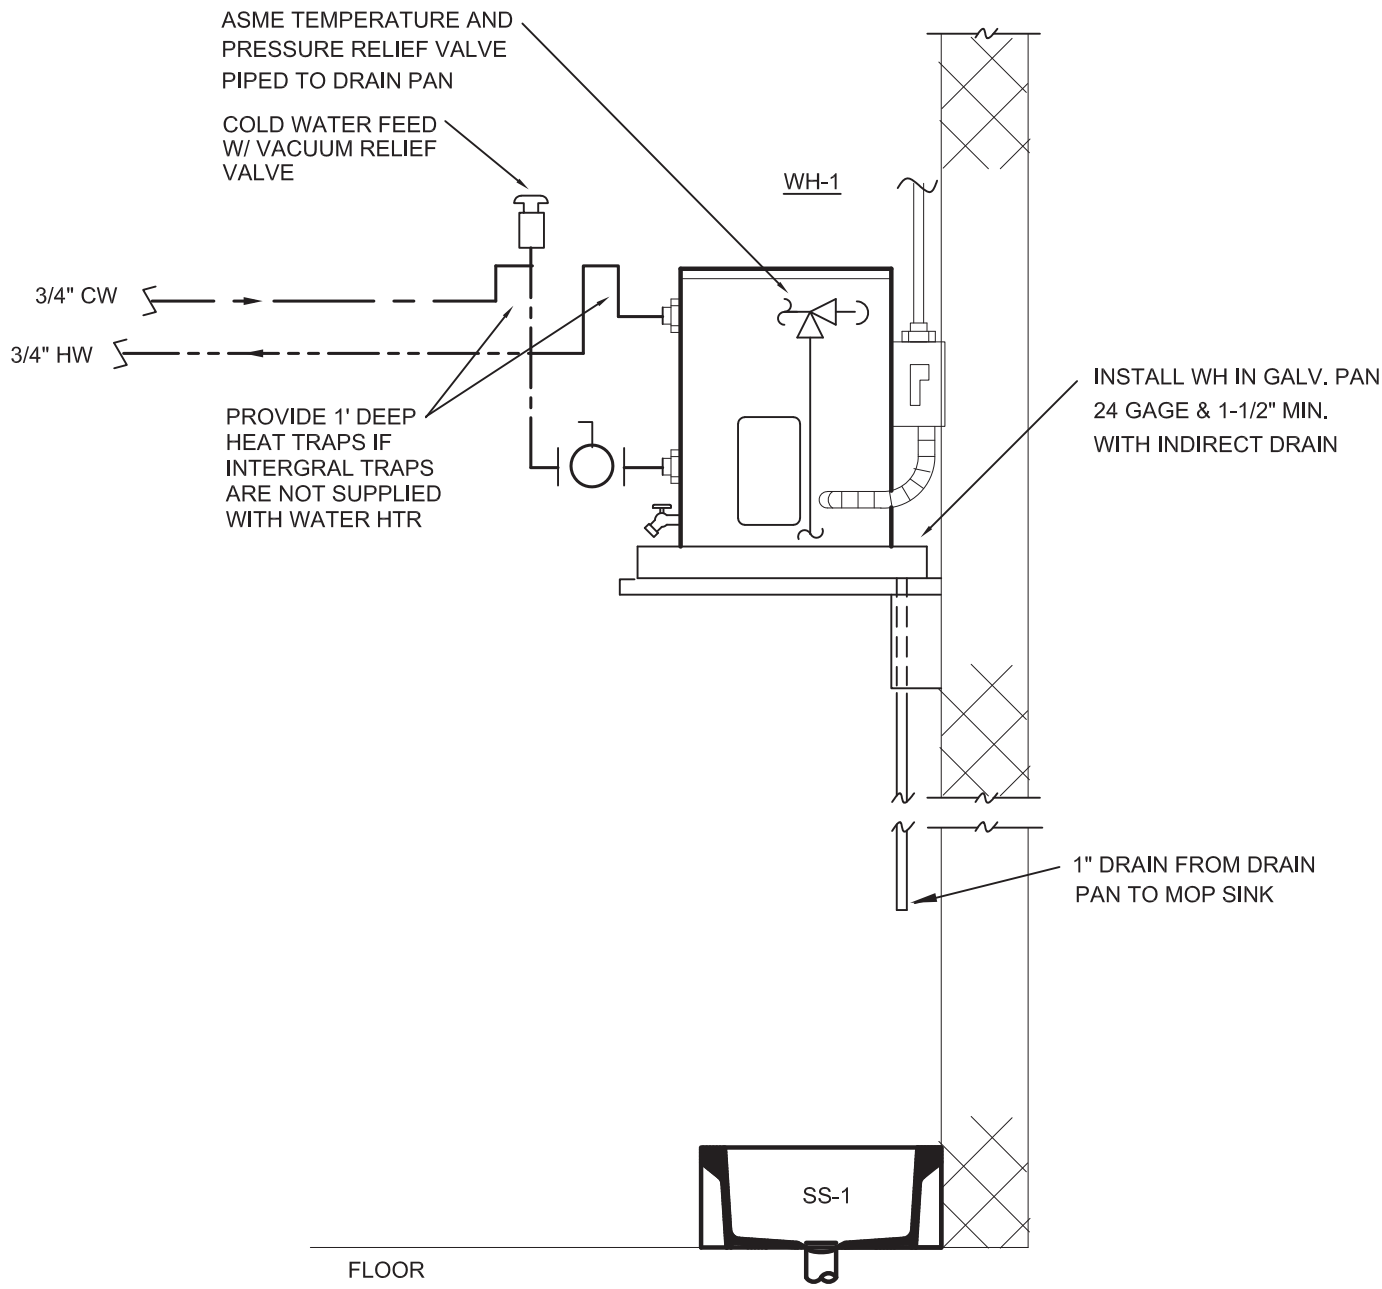 ASME TEMPERATURE AND
PRESSURE RELIEF VALVE
PIPED TO DRAIN PAN
COLD WATER FEED
W/ VACUUM RELIEF
VALVE
WH-1
3/4" CW
3/4" HW
PROVIDE 1' DEEP
HEAT TRAPS IF
INTERGRAL TRAPS
ARE NOT SUPPLIED
WITH WATER HTR
INSTALL WH IN GALV. PAN
24 GAGE & 1-1/2" MIN.
WITH INDIRECT DRAIN
1" DRAIN FROM DRAIN
PAN TO MOP SINK
SS-1
FLOOR